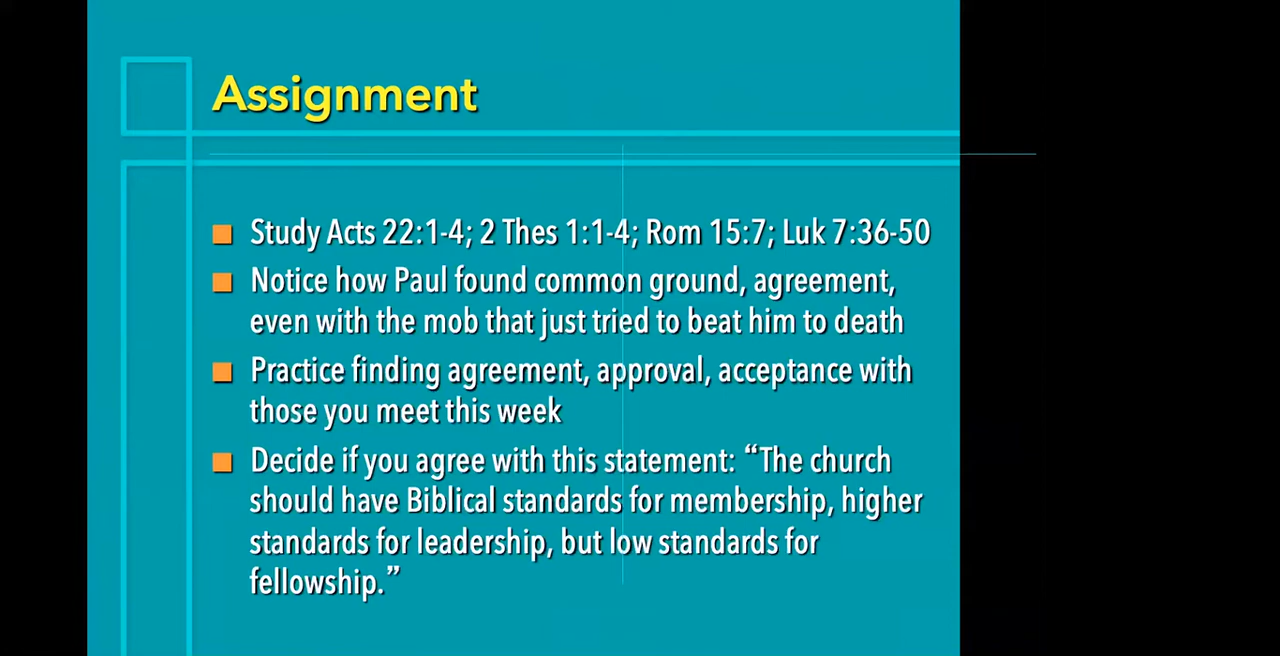 Assignment
Study Acts 22:1-4; 2 Thes 1:1-4; Rom 15:7; Luk 7:36-50
Notice how Paul found common ground, agreement,
even with the mob that just tried to beat him to death
Practice finding agreement, approval, acceptance with
those you meet this week
Decide if you agree with this statement: “The church
should have Biblical standards for membership, higher
standards for leadership, but low standards for
fellowship.”